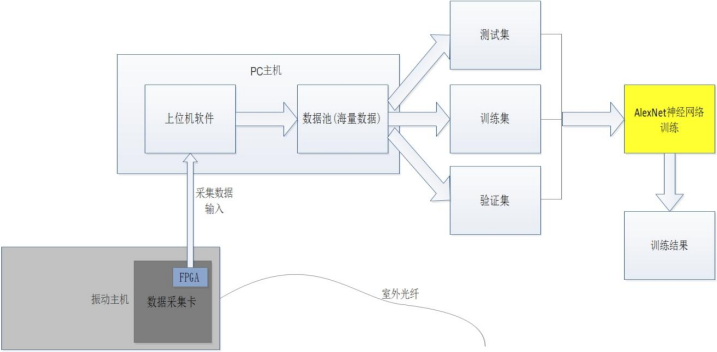 测试集
PC主机
上位机软件
数据池(海量数据)
训练集
AlexNet神经网络
训练
采集数据
输入
验证集
训练结果
FPGA
振动主机
数据采集卡
室外光纤